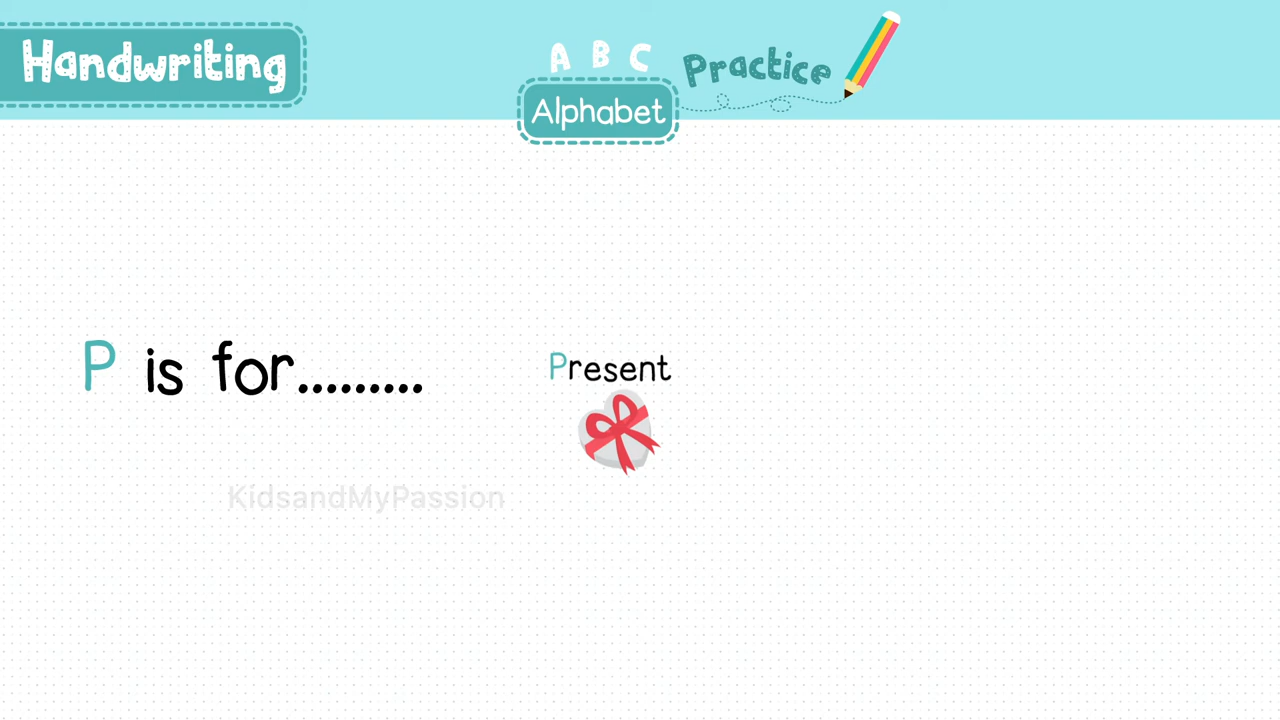 Handwriting
A B C
Practice
Alphabet
P is for.........
Present
KidsandMyPassion